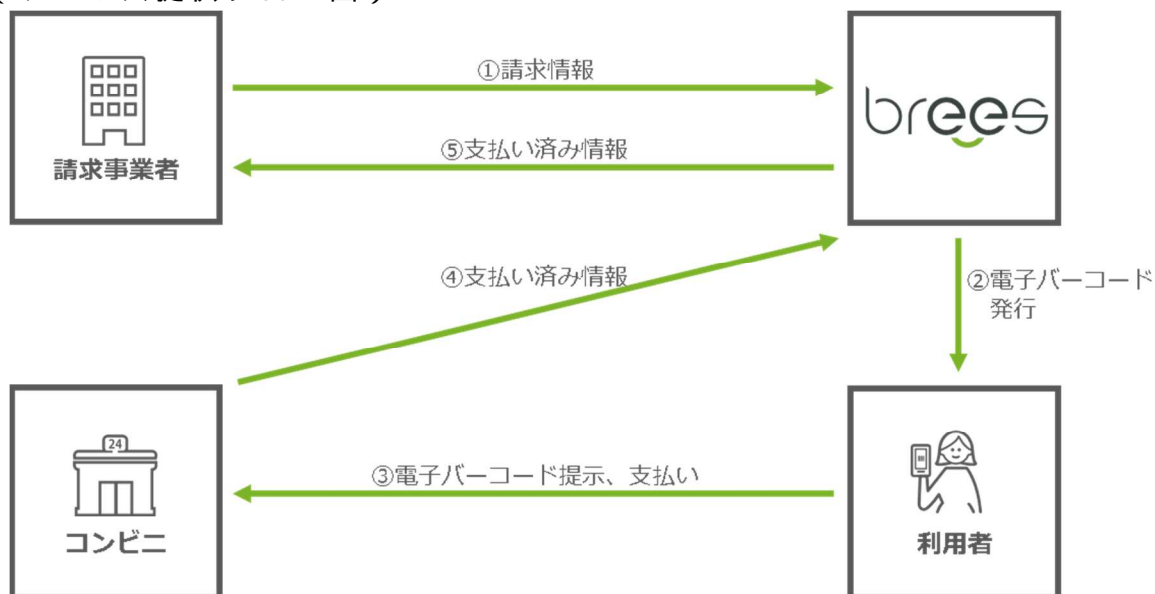 ①請求情報
brees
請求事業者
⑤支払い済み情報
④支払い済み情報
②電子バーコード
発行
24
コンビニ
③電子バーコード提示、支払い
利用者